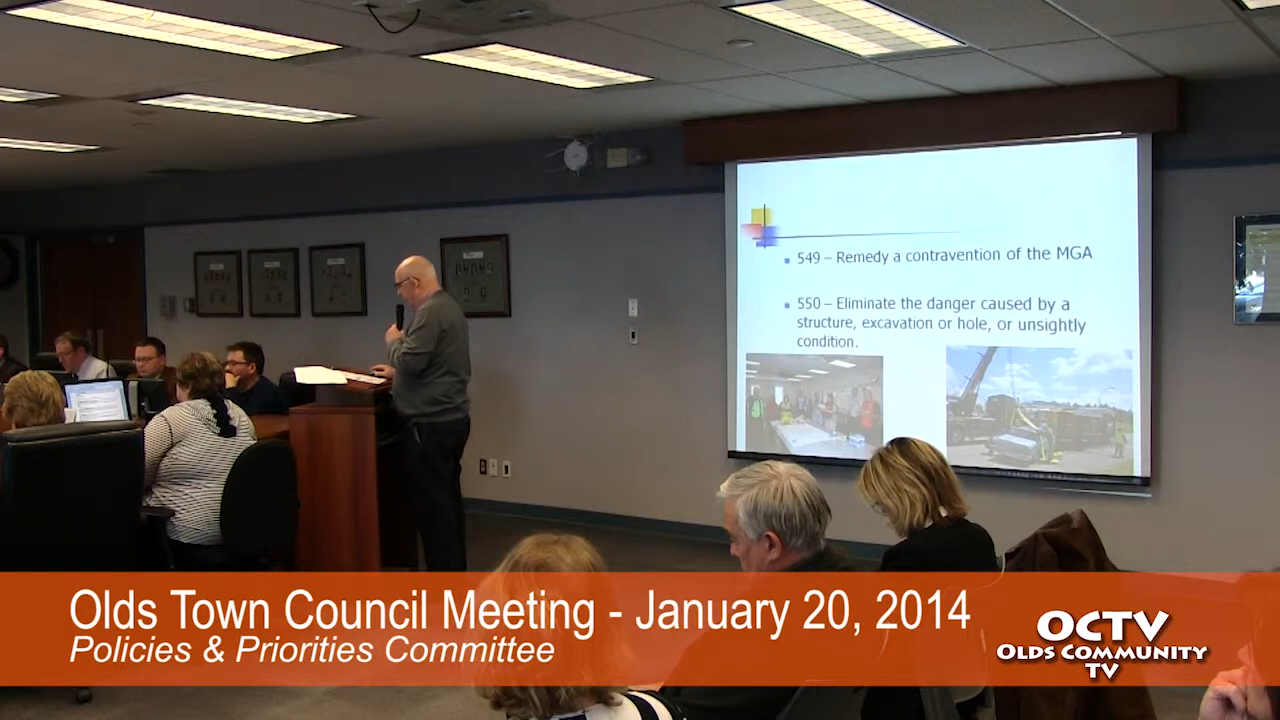 549 – Remedy a contravention of the MGA
550 – Eliminate the danger caused by a
structure, excavation or hole, or unsightly
condition.
Olds Town Council Meeting - January 20, 2014
Policies & Priorities Committee
OCTV
OLDS COMMUNITY
TV